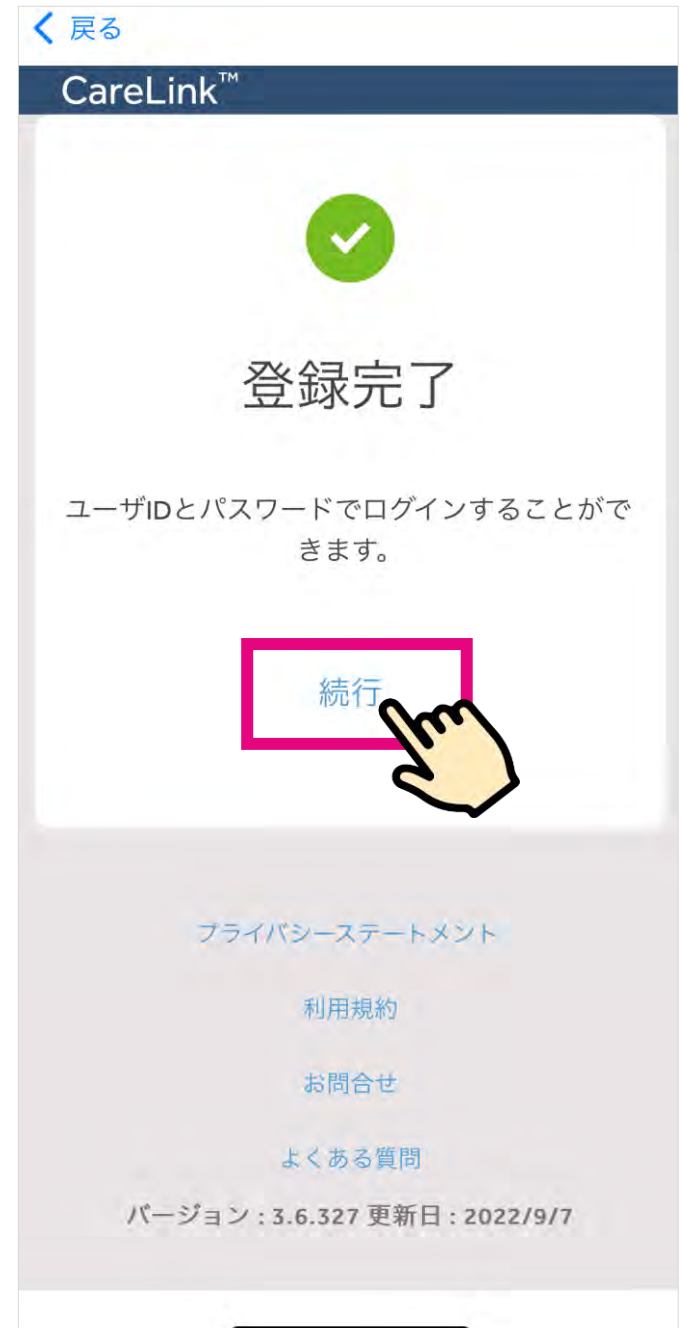 戻る
CareLink™
登録完了
ユーザIDとパスワードでログインすることがで
きます。
続行
プライバシーステートメント
利用規約
お問合せ
よくある質問
バージョン : 3.6.327 更新日 : 2022/9/7